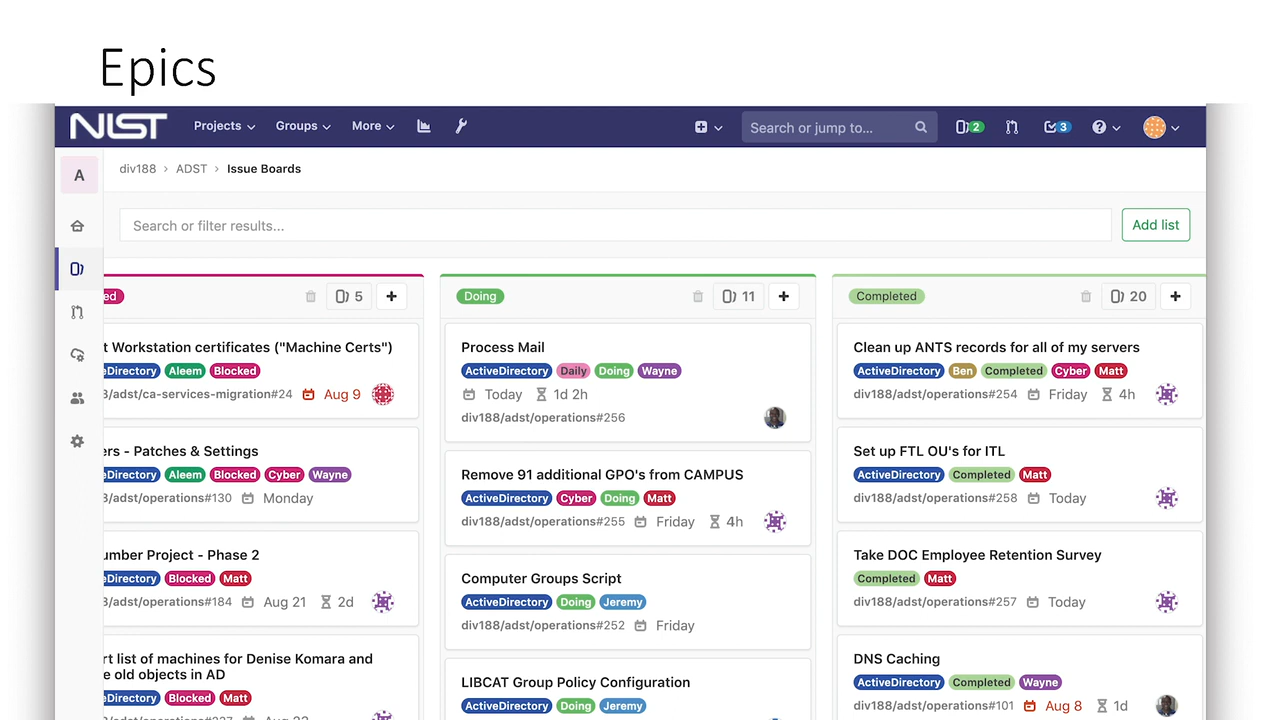 Epics
NIST Projects Groups More Search or jump to... 2 3
A div188 › ADST › Issue Boards
Search or filter results... Add list
ed 5
t Workstation certificates ("Machine Certs")
eDirectory Aleem Blocked
8/adst/ca-services-migration#24 Aug 9
ers - Patches & Settings
eDirectory Aleem Blocked Cyber Wayne
8/adst/operations#130 Monday
umber Project - Phase 2
eDirectory Blocked Matt
8/adst/operations#184 Aug 21 2d
rt list of machines for Denise Komara and
e old objects in AD
eDirectory Blocked Matt
Doing 11
Process Mail
ActiveDirectory Daily Doing Wayne
Today 1d 2h
div188/adst/operations#256
Remove 91 additional GPO's from CAMPUS
ActiveDirectory Cyber Doing Matt
div188/adst/operations#255 Friday 4h
Computer Groups Script
ActiveDirectory Doing Jeremy
div188/adst/operations#252 Friday
LIBCAT Group Policy Configuration
ActiveDirectory Doing Jeremy
Completed 20
Clean up ANTS records for all of my servers
ActiveDirectory Ben Completed Cyber Matt
div188/adst/operations#254 Friday 4h
Set up FTL OU's for ITL
ActiveDirectory Completed Matt
div188/adst/operations#258 Today
Take DOC Employee Retention Survey
Completed Matt
div188/adst/operations#257 Today
DNS Caching
ActiveDirectory Completed Wayne
div188/adst/operations#101 Aug 8 1d